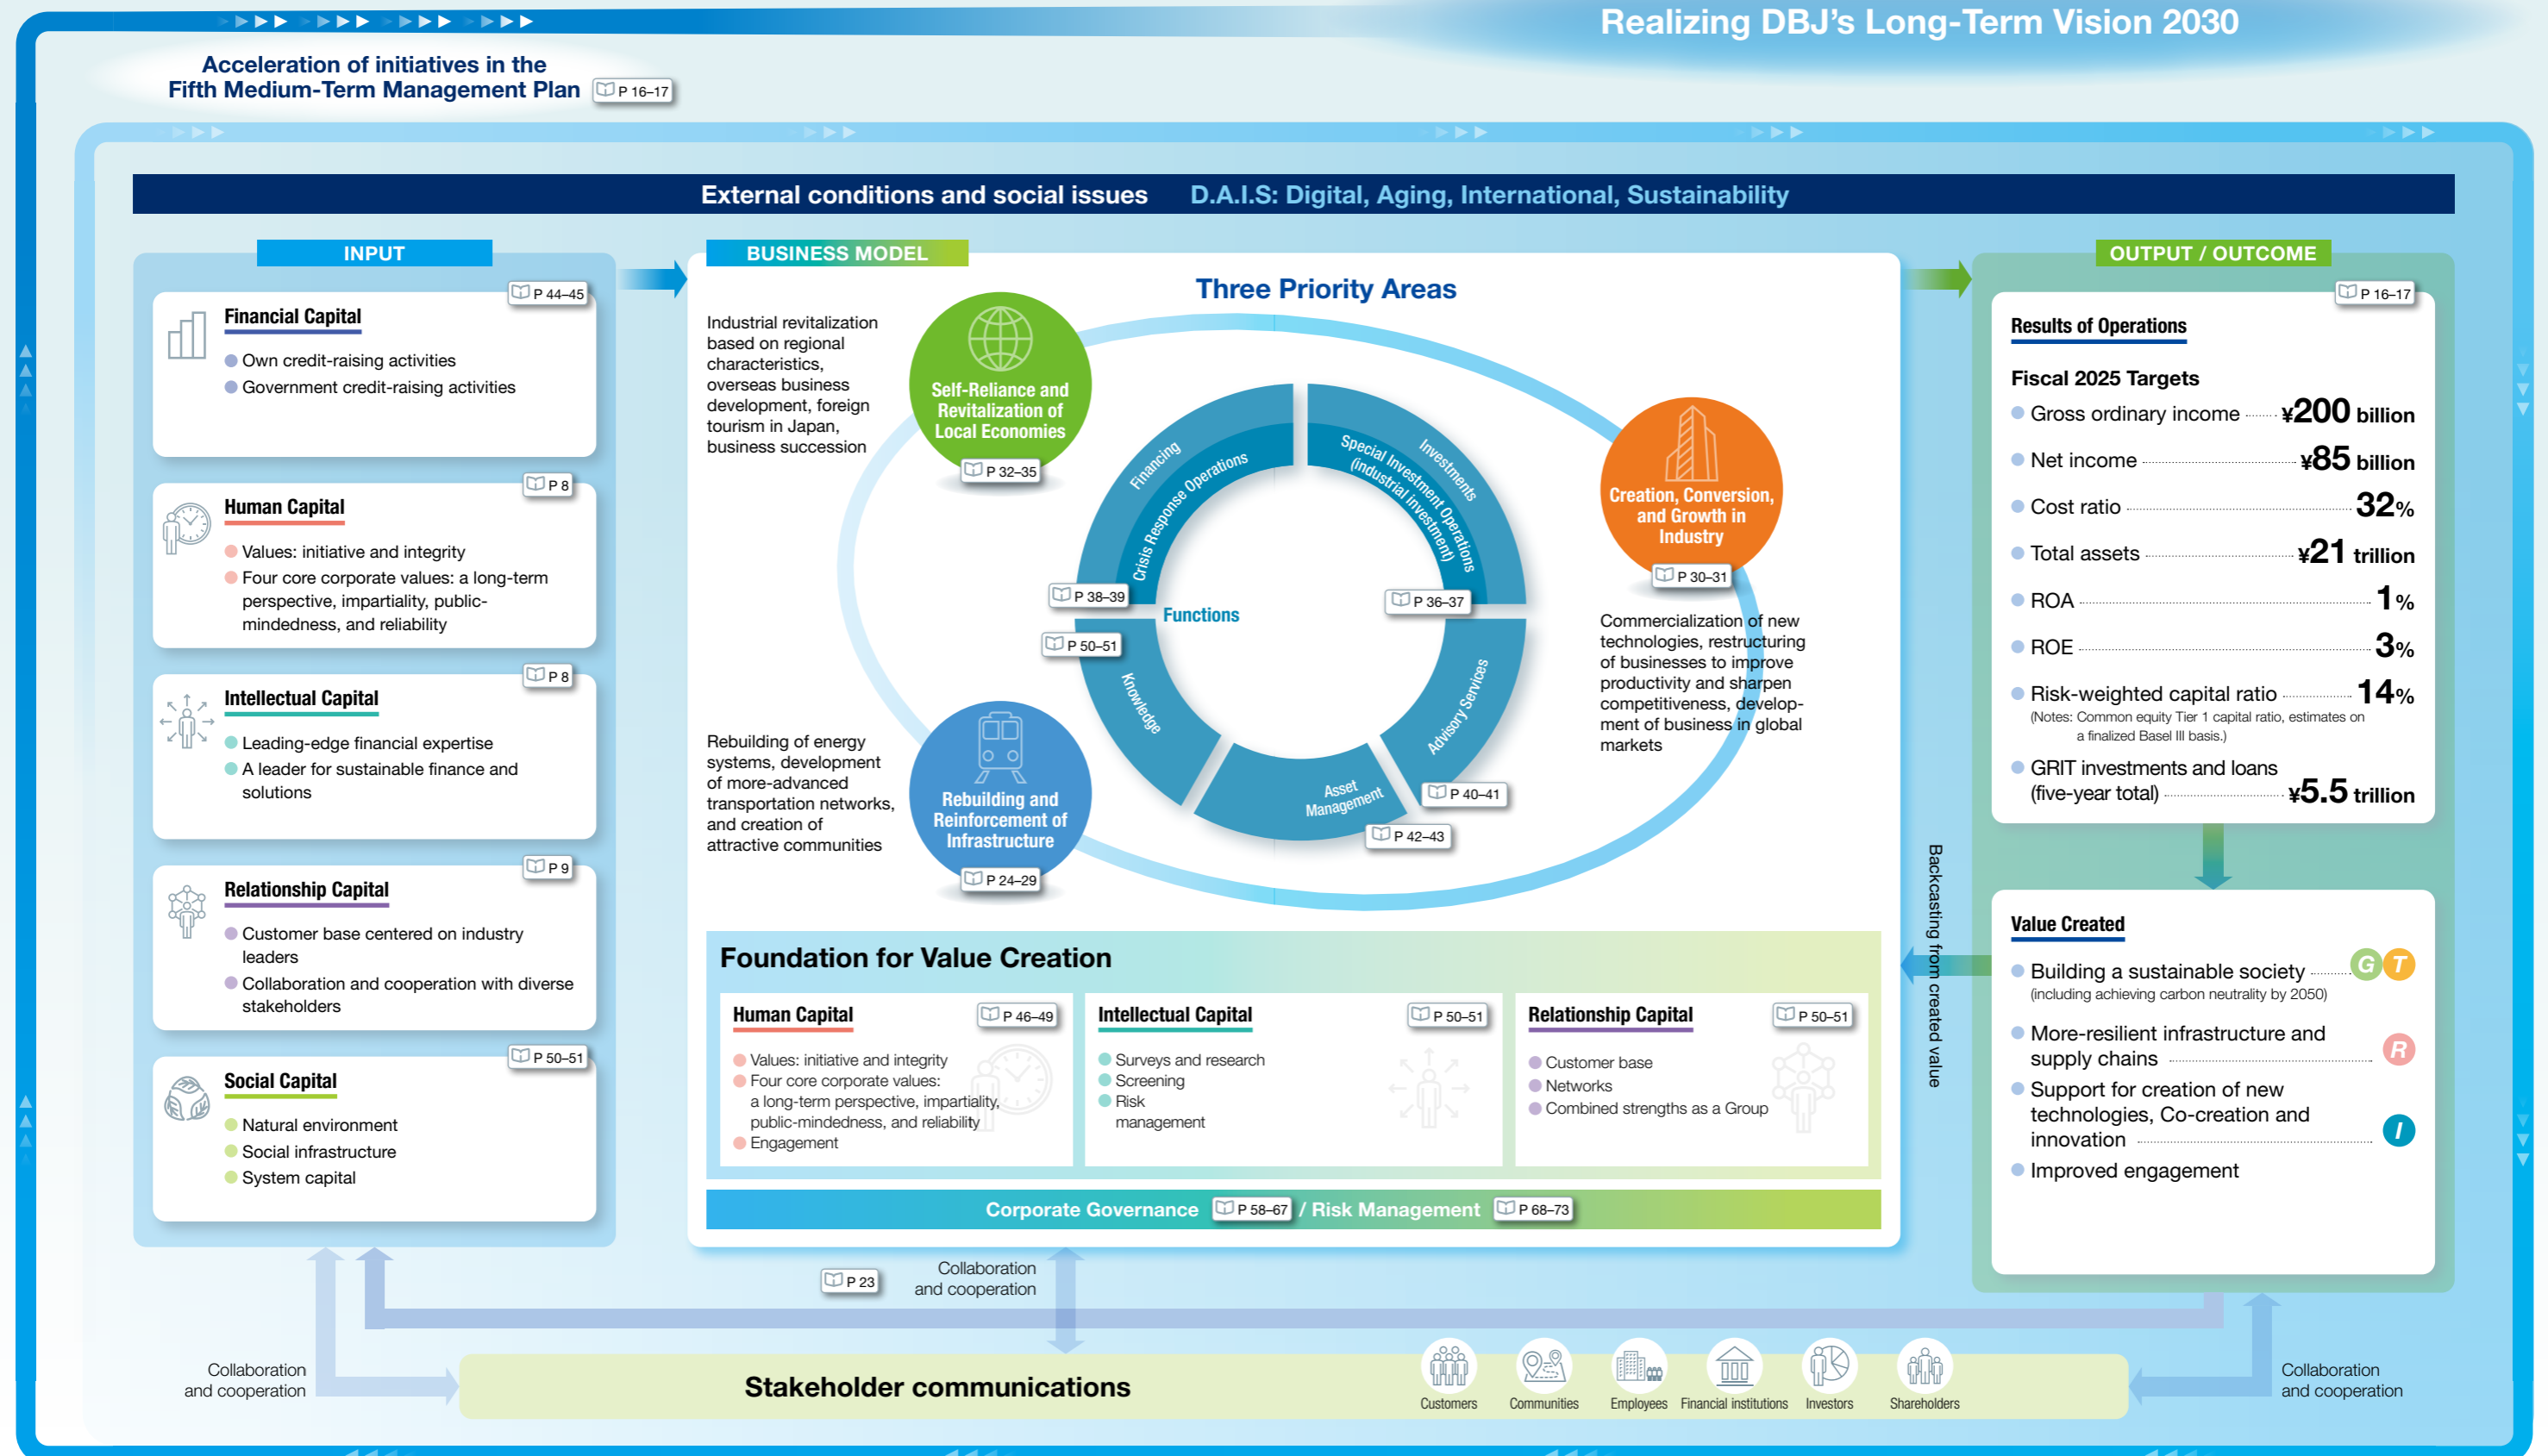 Realizing DBJ's Long-Term Vision 2030
Acceleration of initiatives in the
Fifth Medium-Term Management Plan P 16–17
External conditions and social issues D.A.I.S: Digital, Aging, International, Sustainability
INPUT
P 44–45
Financial Capital
Own credit-raising activities
Government credit-raising activities
P 8
Human Capital
Values: initiative and integrity
Four core corporate values: a long-term
perspective, impartiality, public-
mindedness, and reliability
P 8
Intellectual Capital
Leading-edge financial expertise
A leader for sustainable finance and
solutions
P 9
Relationship Capital
Customer base centered on industry
leaders
Collaboration and cooperation with diverse
stakeholders
P 50–51
Social Capital
Natural environment
Social infrastructure
System capital
BUSINESS MODEL
Three Priority Areas
Industrial revitalization
based on regional
characteristics,
overseas business
development, foreign
tourism in Japan,
business succession
Self-Reliance and
Revitalization of
Local Economies
P 32–35
Creation, Conversion,
and Growth in
Industry
P 30–31
Commercialization of new
technologies, restructuring
of businesses to improve
productivity and sharpen
competitiveness, develop-
ment of business in global
markets
Rebuilding of energy
systems, development
of more-advanced
transportation networks,
and creation of
attractive communities
Rebuilding and
Reinforcement of
Infrastructure
P 24–29
Functions
Financing
Crisis Response Operations
P 38–39
Investments
Special Investment Operations
(industrial investment)
P 36–37
Knowledge
P 50–51
Advisory Services
P 40–41
Asset
Management
P 42–43
Foundation for Value Creation
Human Capital P 46–49
Values: initiative and integrity
Four core corporate values:
a long-term perspective, impartiality,
public-mindedness, and reliability
Engagement
Intellectual Capital P 50–51
Surveys and research
Screening
Risk
management
Relationship Capital P 50–51
Customer base
Networks
Combined strengths as a Group
Corporate Governance P 58–67 / Risk Management P 68–73
OUTPUT / OUTCOME
P 16–17
Results of Operations
Fiscal 2025 Targets
Gross ordinary income ¥200 billion
Net income ¥85 billion
Cost ratio 32%
Total assets ¥21 trillion
ROA 1%
ROE 3%
Risk-weighted capital ratio 14%
(Notes: Common equity Tier 1 capital ratio, estimates on
a finalized Basel III basis.)
GRIT investments and loans
(five-year total) ¥5.5 trillion
Backcasting from created value
Value Created
Building a sustainable society G T
(including achieving carbon neutrality by 2050)
More-resilient infrastructure and
supply chains R
Support for creation of new
technologies, Co-creation and
innovation I
Improved engagement
P 23
Collaboration
and cooperation
Collaboration
and cooperation
Stakeholder communications
Customers
Communities
Employees
Financial institutions
Investors
Shareholders
Collaboration
and cooperation